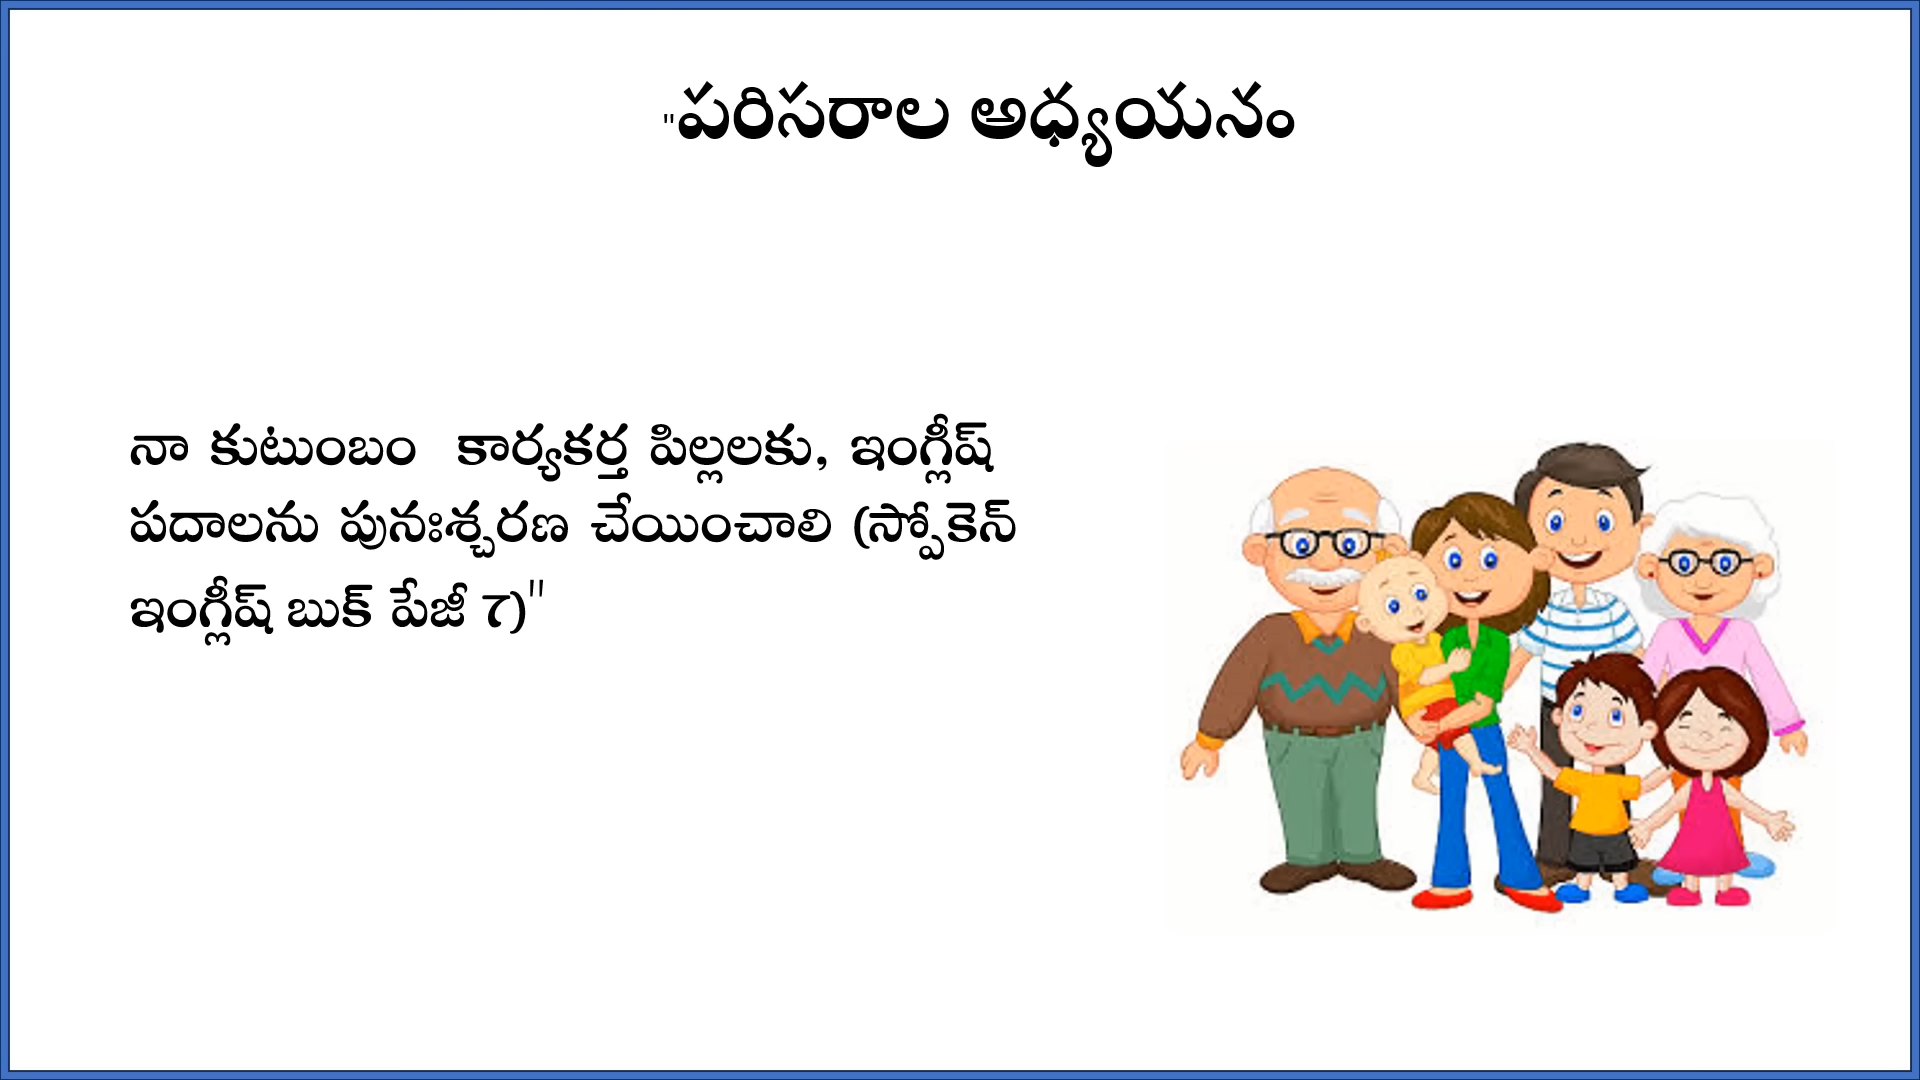 "పరిసరాల అధ్యయనం
నా కుటుంబం  కార్యకర్త పిల్లలకు, ఇంగ్లీష్
పదాలను పునఃశ్చరణ చేయించాలి (స్పోకెన్
ఇంగ్లీష్ బుక్ పేజీ 7)"